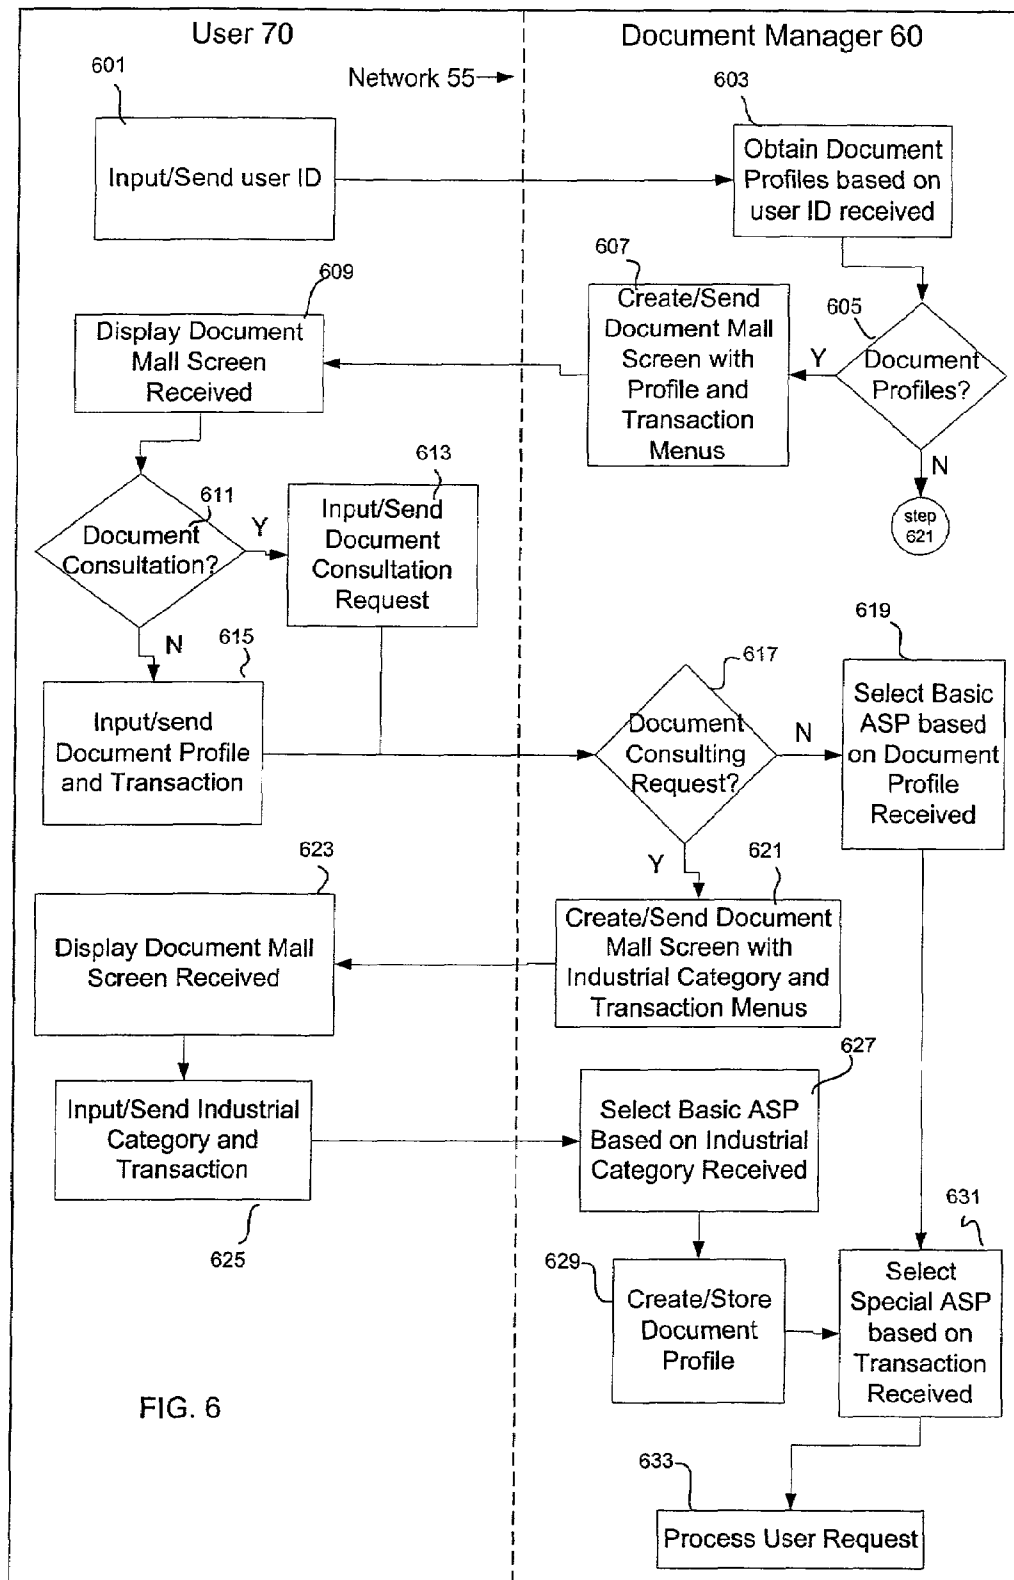 User 70
Document Manager 60
Network 55
601
Input/Send user ID
603
Obtain Document
Profiles based on
user ID received
605
Document
Profiles?
Y
N
step
621
607
Create/Send
Document Mall
Screen with
Profile and
Transaction
Menus
609
Display Document
Mall Screen
Received
611
Document
Consultation?
Y
N
613
Input/Send
Document
Consultation
Request
615
Input/send
Document Profile
and Transaction
617
Document
Consulting
Request?
N
Y
619
Select Basic
ASP based
on Document
Profile
Received
621
Create/Send Document
Mall Screen with
Industrial Category and
Transaction Menus
623
Display Document Mall
Screen Received
Input/Send Industrial
Category and
Transaction
625
627
Select Basic ASP
Based on Industrial
Category Received
629
Create/Store
Document
Profile
631
Select
Special ASP
based on
Transaction
Received
633
Process User Request
FIG. 6